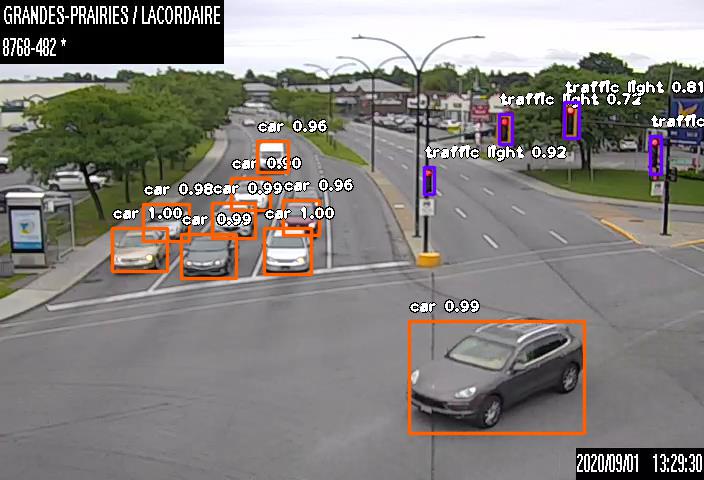 GRANDES-PRAIRIES / LACORDAIRE
8768-482 *
traffic light 0.81
traffic light 0.72
car 0.96
traffic
traffic light 0.92
car 0.90
car 0.98
car 0.99
car 0.96
car 1.00
car 0.99
car 1.00
car 0.99
2020/09/01 13:29:30